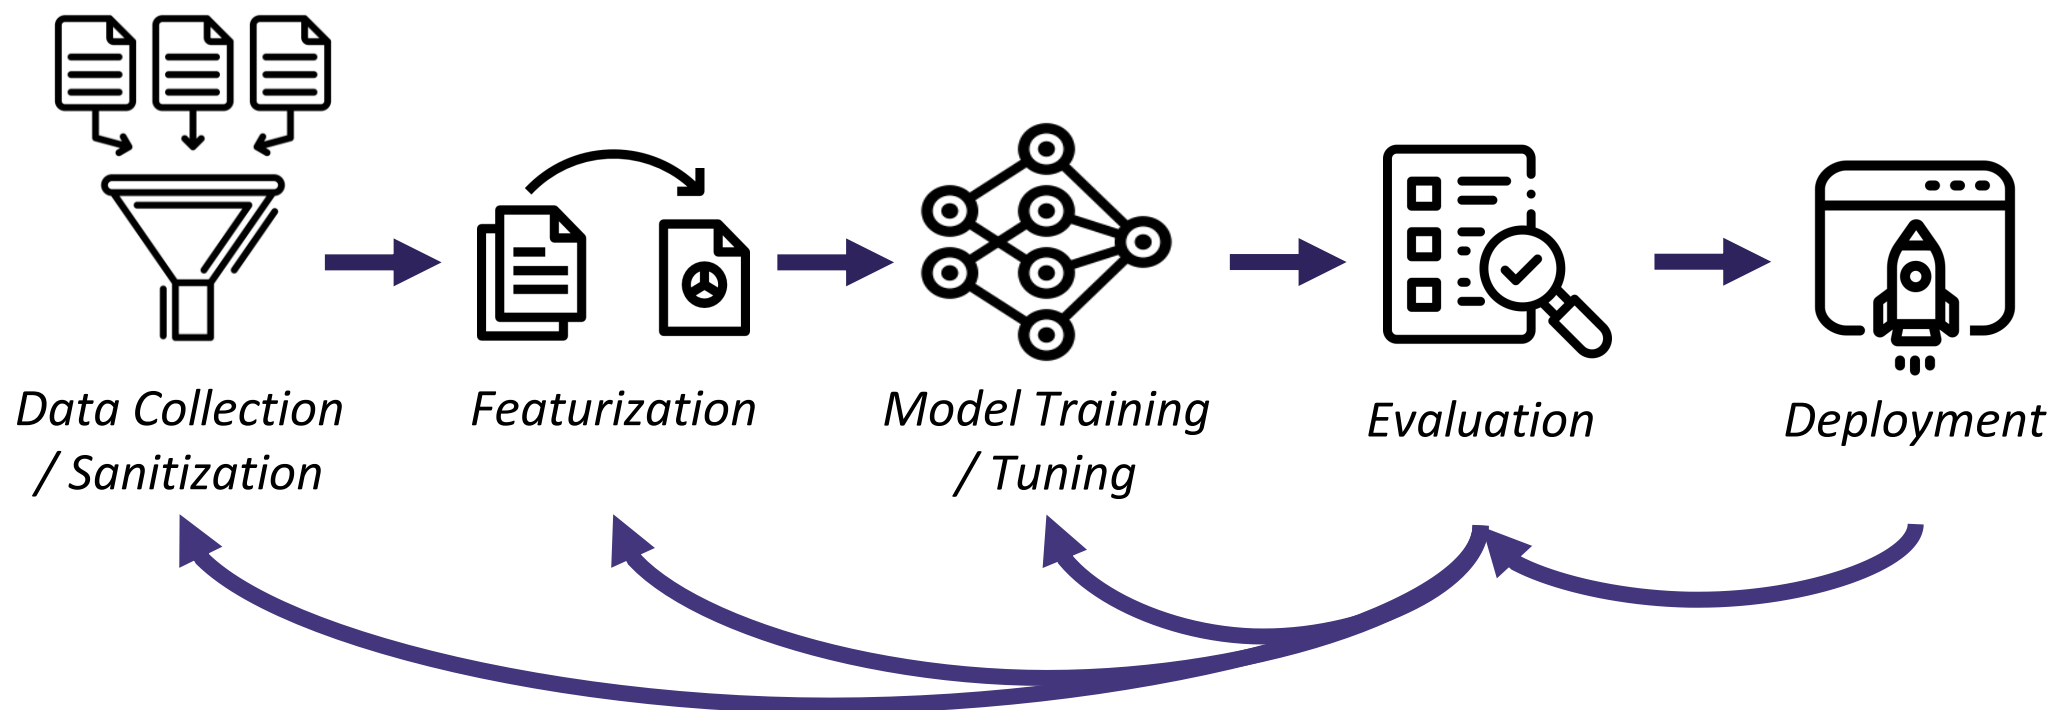 Data Collection
/ Sanitization
Featurization
Model Training
/ Tuning
Evaluation
Deployment